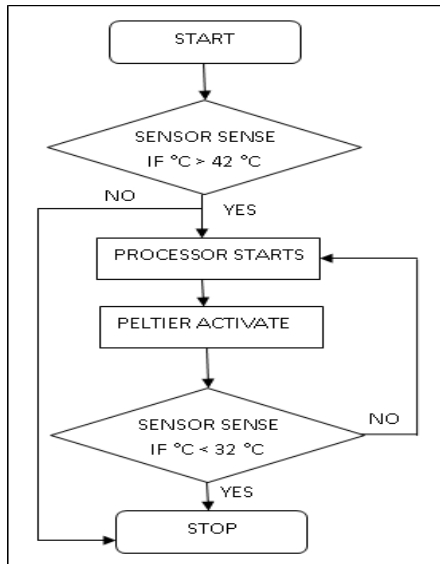 START
SENSOR SENSE
IF °C > 42 °C
NO
YES
PROCESSOR STARTS
PELTIER ACTIVATE
SENSOR SENSE
IF °C < 32 °C
NO
YES
STOP